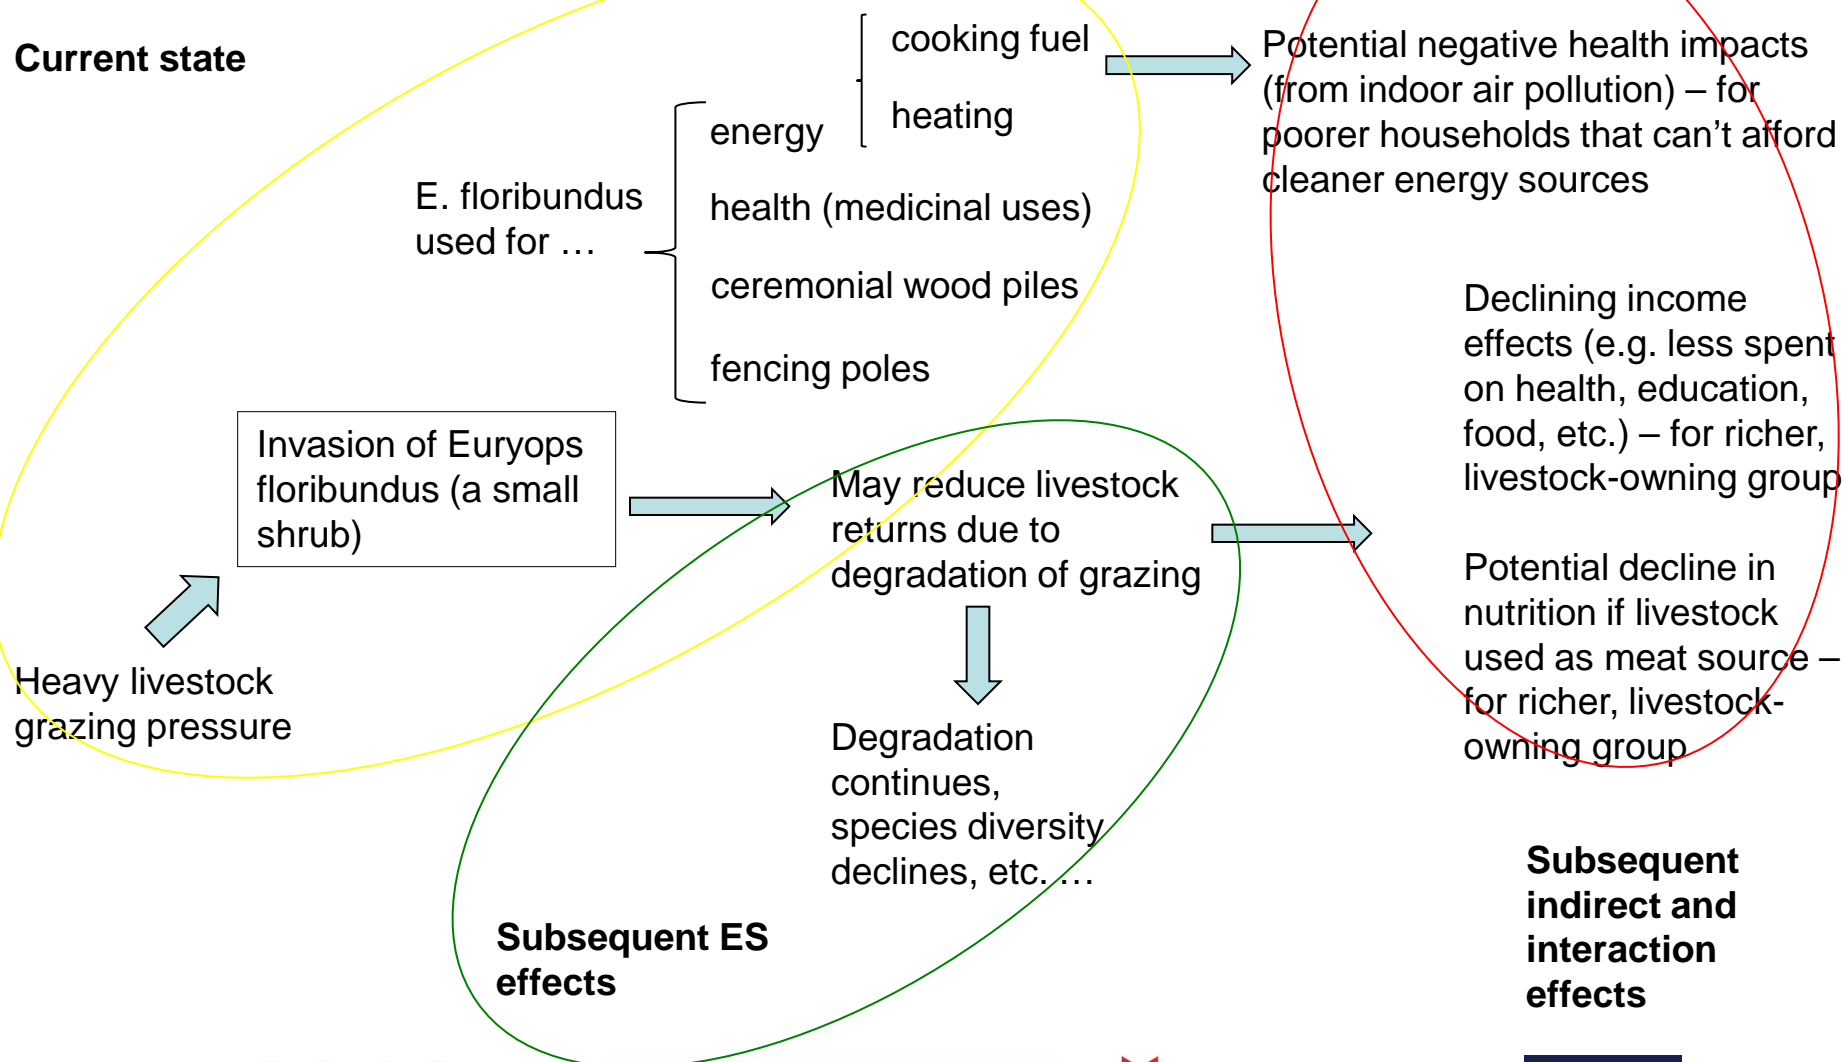 Current state
cooking fuel
heating
energy
E. floribundus
used for …
health (medicinal uses)
ceremonial wood piles
fencing poles
Potential negative health impacts
(from indoor air pollution) – for
poorer households that can’t afford
cleaner energy sources
Invasion of Euryops
floribundus (a small
shrub)
Heavy livestock
grazing pressure
May reduce livestock
returns due to
degradation of grazing
Degradation
continues,
species diversity
declines, etc. …
Declining income
effects (e.g. less spent
on health, education,
food, etc.) – for richer,
livestock-owning group
Potential decline in
nutrition if livestock
used as meat source –
for richer, livestock-
owning group
Subsequent ES
effects
Subsequent
indirect and
interaction
effects